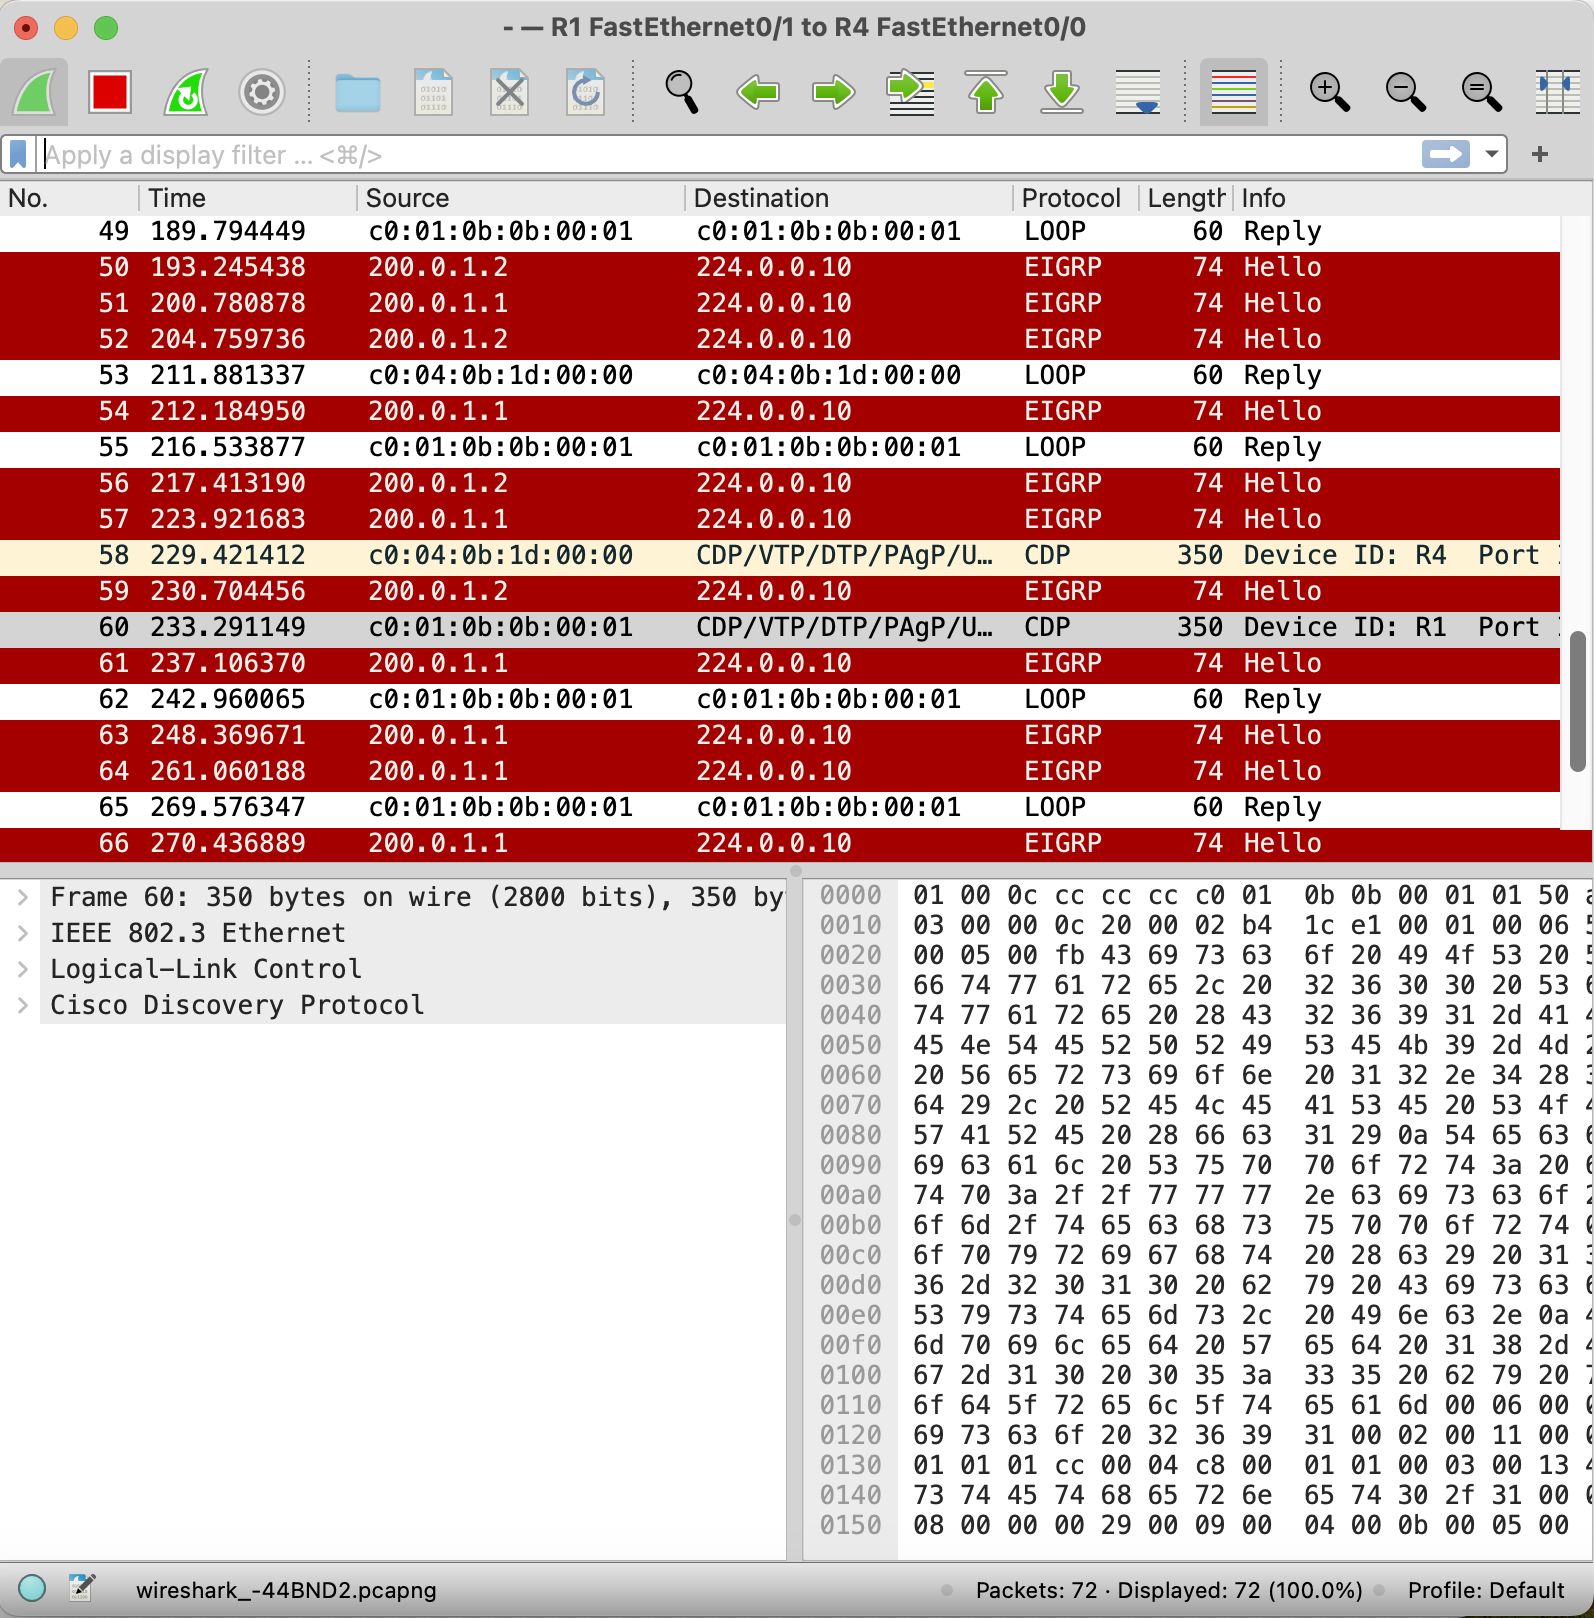 - — R1 FastEthernet0/1 to R4 FastEthernet0/0
Apply a display filter ... <⌘/>
No. Time Source Destination Protocol Length Info
49 189.794449 c0:01:0b:0b:00:01 c0:01:0b:0b:00:01 LOOP 60 Reply
50 193.245438 200.0.1.2 224.0.0.10 EIGRP 74 Hello
51 200.780878 200.0.1.1 224.0.0.10 EIGRP 74 Hello
52 204.759736 200.0.1.2 224.0.0.10 EIGRP 74 Hello
53 211.881337 c0:04:0b:1d:00:00 c0:04:0b:1d:00:00 LOOP 60 Reply
54 212.184950 200.0.1.1 224.0.0.10 EIGRP 74 Hello
55 216.533877 c0:01:0b:0b:00:01 c0:01:0b:0b:00:01 LOOP 60 Reply
56 217.413190 200.0.1.2 224.0.0.10 EIGRP 74 Hello
57 223.921683 200.0.1.1 224.0.0.10 EIGRP 74 Hello
58 229.421412 c0:04:0b:1d:00:00 CDP/VTP/DTP/PAgP/U… CDP 350 Device ID: R4 Port
59 230.704456 200.0.1.2 224.0.0.10 EIGRP 74 Hello
60 233.291149 c0:01:0b:0b:00:01 CDP/VTP/DTP/PAgP/U… CDP 350 Device ID: R1 Port
61 237.106370 200.0.1.1 224.0.0.10 EIGRP 74 Hello
62 242.960065 c0:01:0b:0b:00:01 c0:01:0b:0b:00:01 LOOP 60 Reply
63 248.369671 200.0.1.1 224.0.0.10 EIGRP 74 Hello
64 261.060188 200.0.1.1 224.0.0.10 EIGRP 74 Hello
65 269.576347 c0:01:0b:0b:00:01 c0:01:0b:0b:00:01 LOOP 60 Reply
66 270.436889 200.0.1.1 224.0.0.10 EIGRP 74 Hello
Frame 60: 350 bytes on wire (2800 bits), 350 by
IEEE 802.3 Ethernet
Logical-Link Control
Cisco Discovery Protocol
0000 01 00 0c cc cc cc c0 01 0b 0b 00 01 01 50
0010 03 00 00 0c 20 00 02 b4 1c e1 00 01 00 06
0020 00 05 00 fb 43 69 73 63 6f 20 49 4f 53 20
0030 66 74 77 61 72 65 2c 20 32 36 30 30 20 53
0040 74 77 61 72 65 20 28 43 32 36 39 31 2d 41
0050 45 4e 54 45 52 50 52 49 53 45 4b 39 2d 4d
0060 20 56 65 72 73 69 6f 6e 20 31 32 2e 34 28
0070 64 29 2c 20 52 45 4c 45 41 53 45 20 53 4f
0080 57 41 52 45 20 28 66 63 31 29 0a 54 65 63
0090 69 63 61 6c 20 53 75 70 70 6f 72 74 3a 20
00a0 74 70 3a 2f 2f 77 77 77 2e 63 69 73 63 6f
00b0 6f 6d 2f 74 65 63 68 73 75 70 70 6f 72 74
00c0 6f 70 79 72 69 67 68 74 20 28 63 29 20 31
00d0 36 2d 32 30 31 30 20 62 79 20 43 69 73 63
00e0 53 79 73 74 65 6d 73 2c 20 49 6e 63 2e 0a
00f0 6d 70 69 6c 65 64 20 57 65 64 20 31 38 2d
0100 67 2d 31 30 20 30 35 3a 33 35 20 62 79 20
0110 6f 64 5f 72 65 6c 5f 74 65 61 6d 00 06 00
0120 69 73 63 6f 20 32 36 39 31 00 02 00 11 00
0130 01 01 01 cc 00 04 c8 00 01 01 00 03 00 13
0140 73 74 45 74 68 65 72 6e 65 74 30 2f 31 00
0150 08 00 00 00 29 00 09 00 04 00 0b 00 05 00
wireshark_-44BND2.pcapng
Packets: 72 · Displayed: 72 (100.0%)
Profile: Default